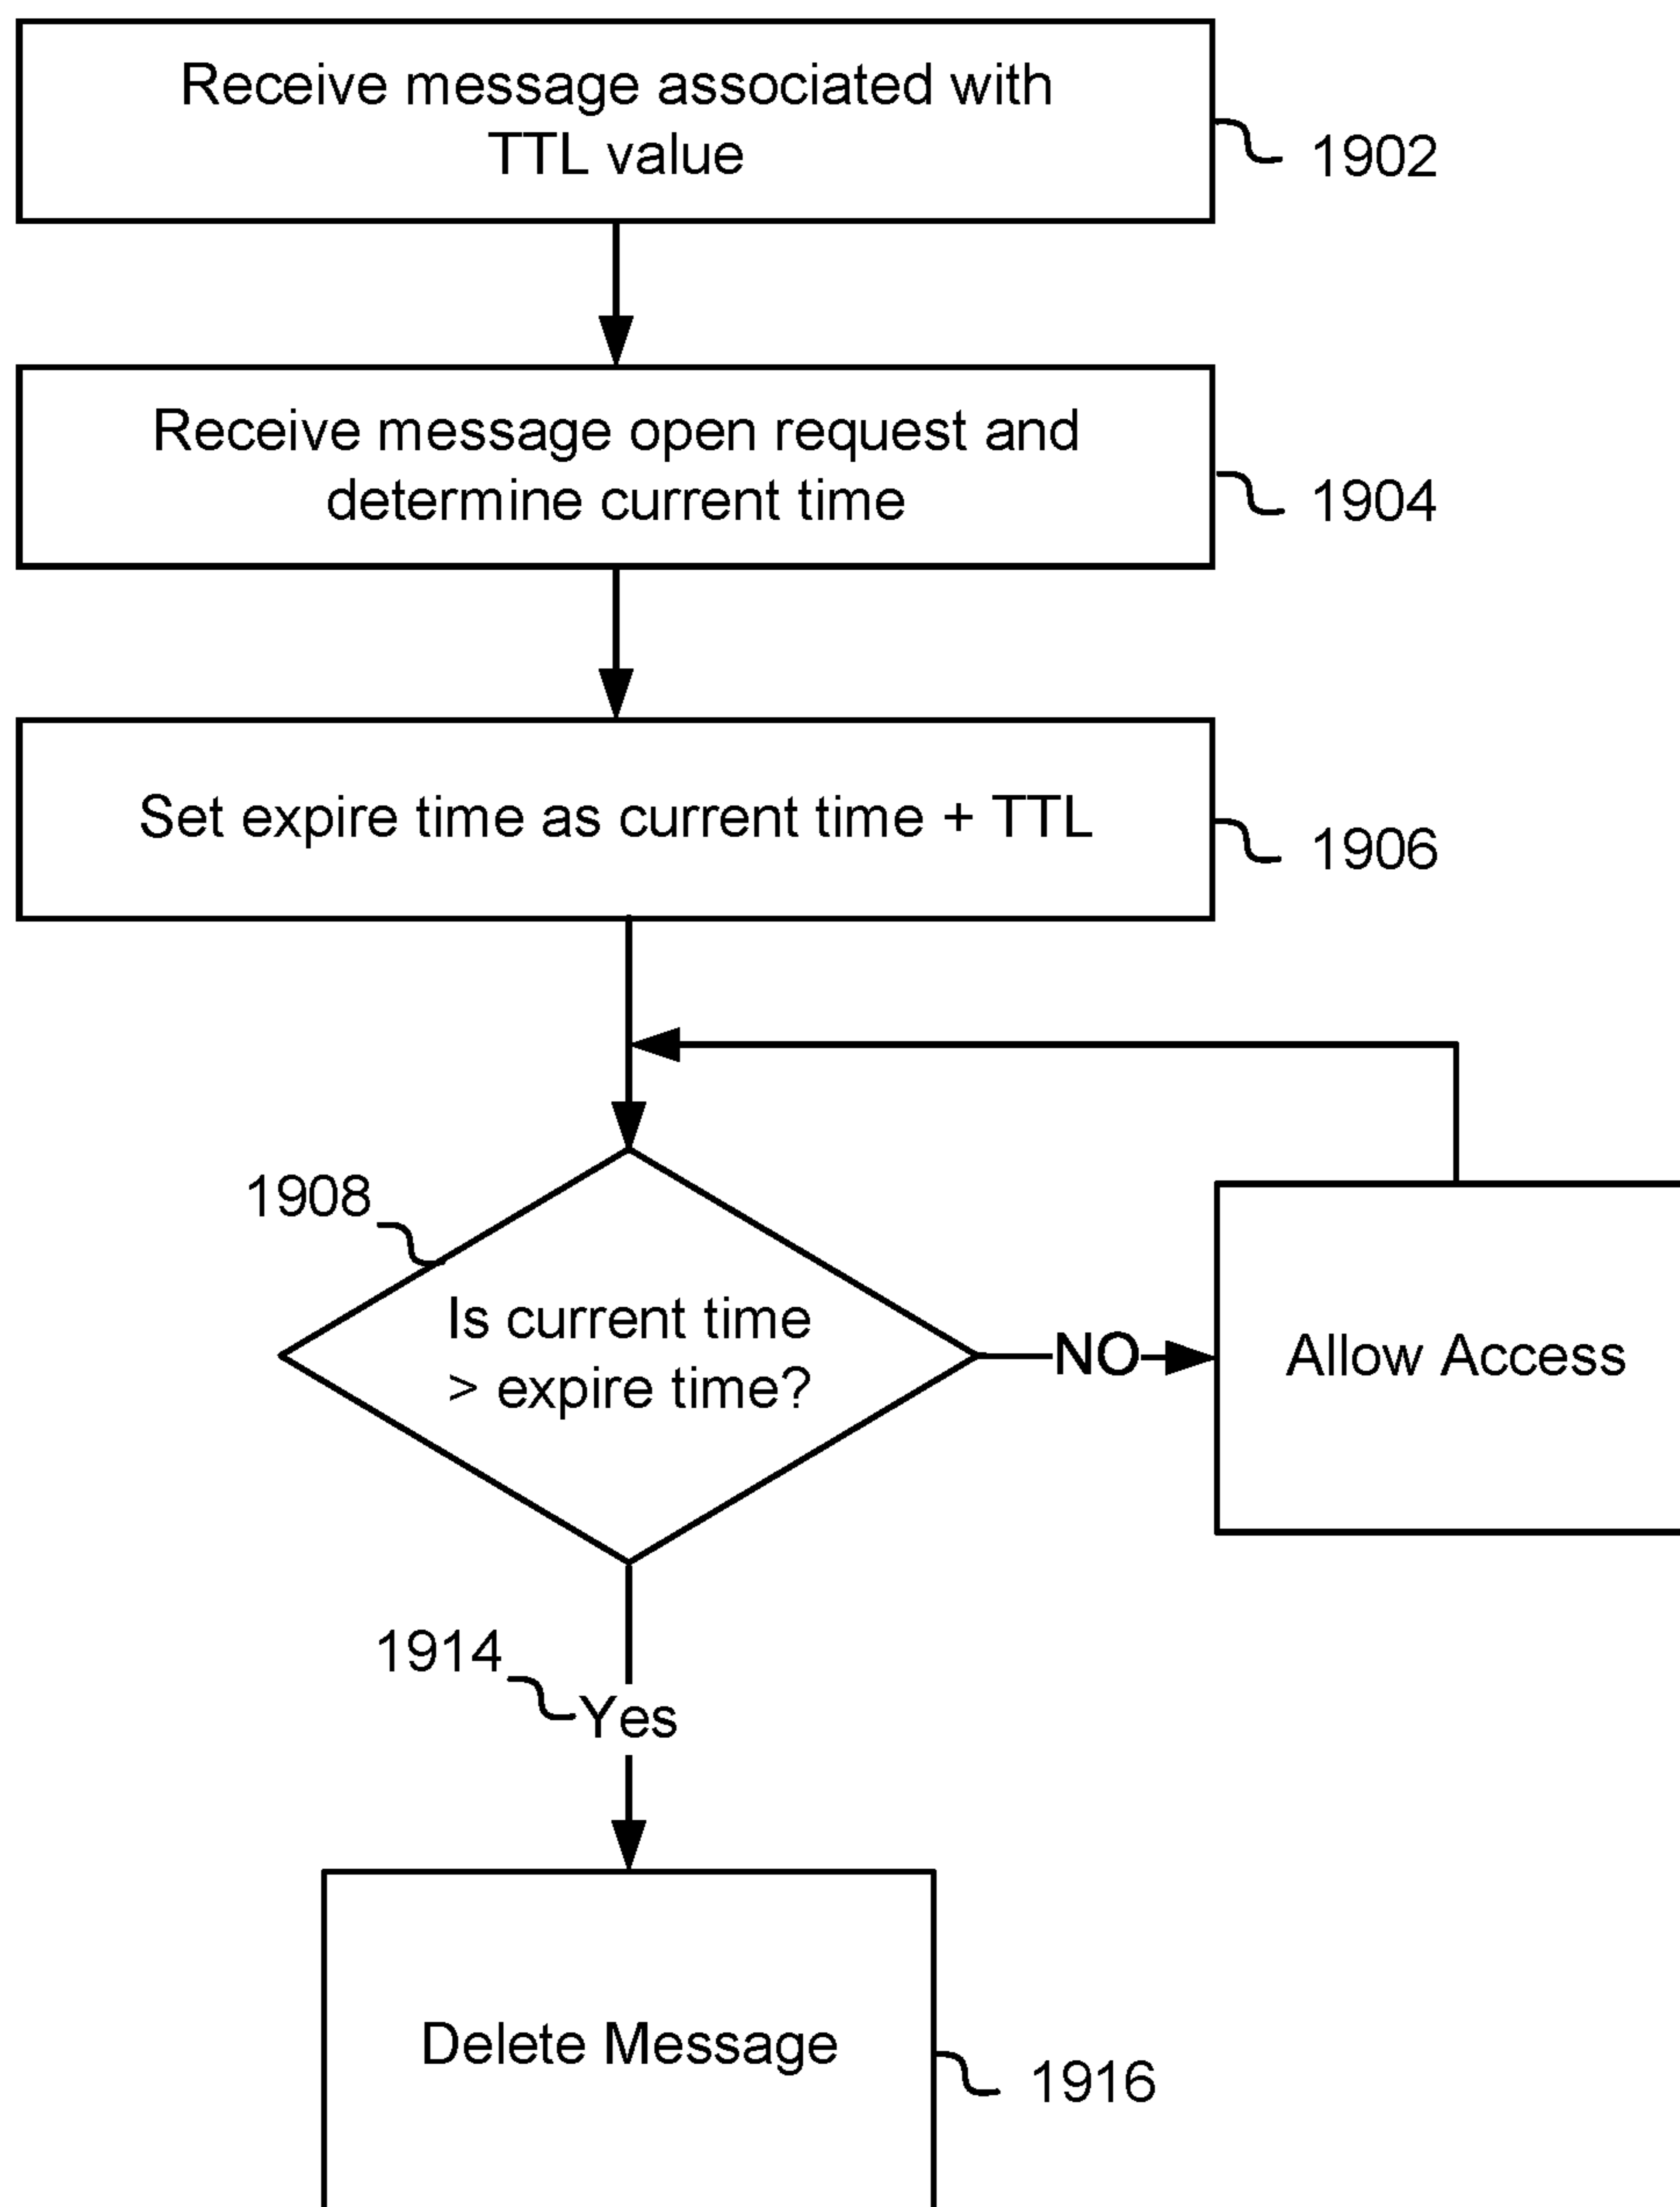 Receive message associated with
TTL value
1902
Receive message open request and
determine current time
1904
Set expire time as current time + TTL
1906
1908
Is current time
> expire time?
NO
Allow Access
1914
Yes
Delete Message
1916